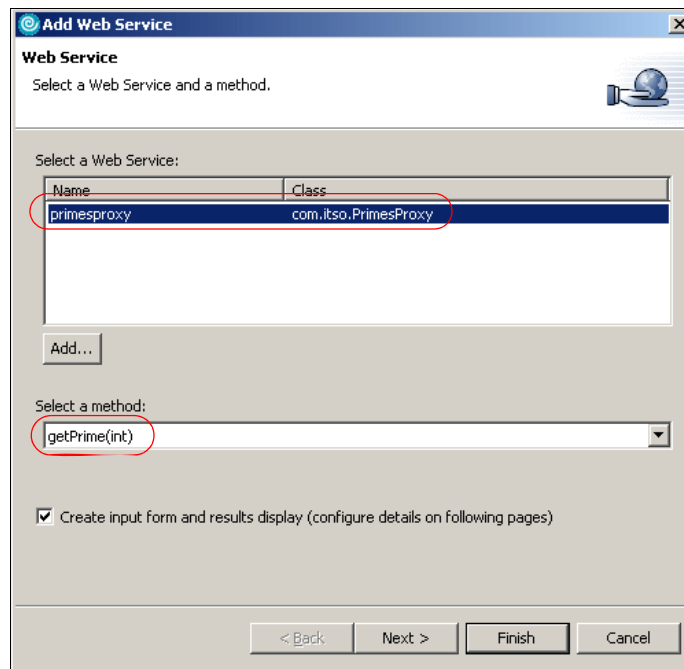 Add Web Service
Web Service
Select a Web Service and a method.
Select a Web Service:
Name Class
primesproxy com.itso.PrimesProxy
Add...
Select a method:
getPrime(int)
Create input form and results display (configure details on following pages)
< Back Next > Finish Cancel